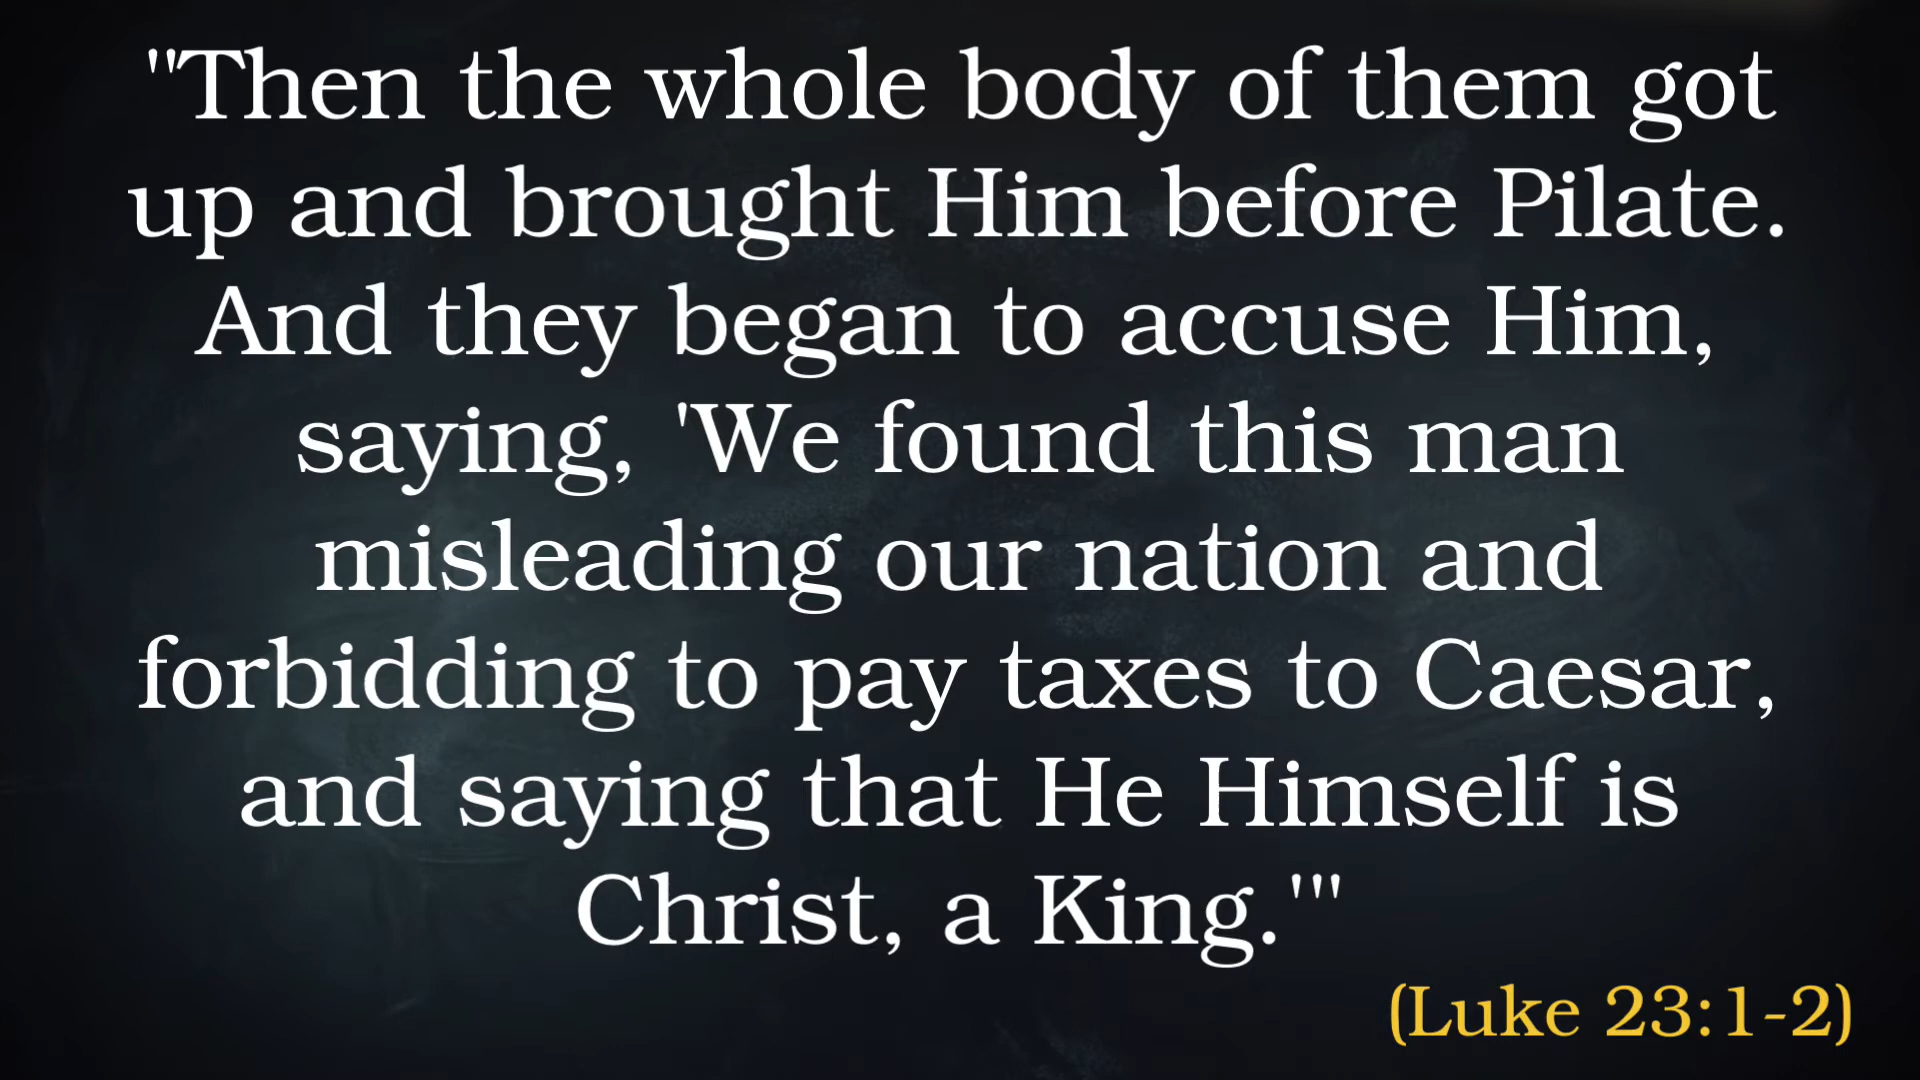 "Then the whole body of them got
up and brought Him before Pilate.
And they began to accuse Him,
saying, 'We found this man
misleading our nation and
forbidding to pay taxes to Caesar,
and saying that He Himself is
Christ, a King.'"
(Luke 23:1-2)